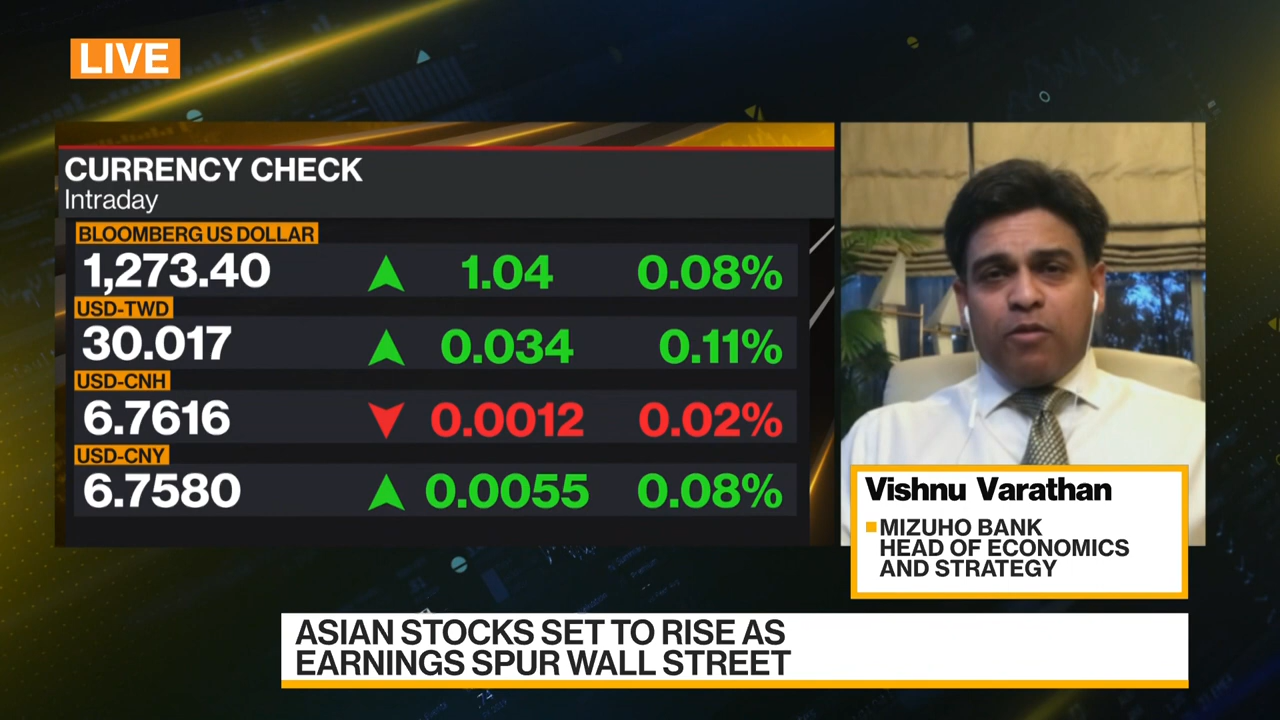 LIVE
CURRENCY CHECK
Intraday
BLOOMBERG US DOLLAR
1,273.40 1.04 0.08%
USD-TWD
30.017 0.034 0.11%
USD-CNH
6.7616 0.0012 0.02%
USD-CNY
6.7580 0.0055 0.08%
Vishnu Varathan
MIZUHO BANK
HEAD OF ECONOMICS
AND STRATEGY
ASIAN STOCKS SET TO RISE AS
EARNINGS SPUR WALL STREET